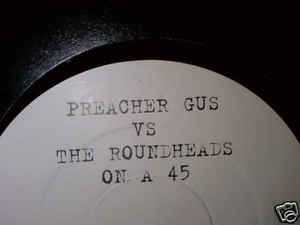 PREACHER GUS
VS
THE ROUNDHEADS
ON A 45